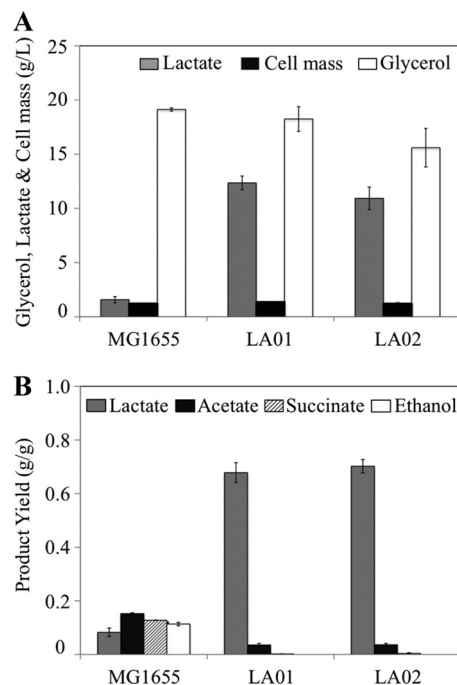 A
Glycerol, Lactate & Cell mass (g/L)
25
20
15
10
5
0
Lactate Cell mass Glycerol
MG1655 LA01 LA02
B
Product Yield (g/g)
1.0
0.8
0.6
0.4
0.2
0
Lactate Acetate Succinate Ethanol
MG1655 LA01 LA02